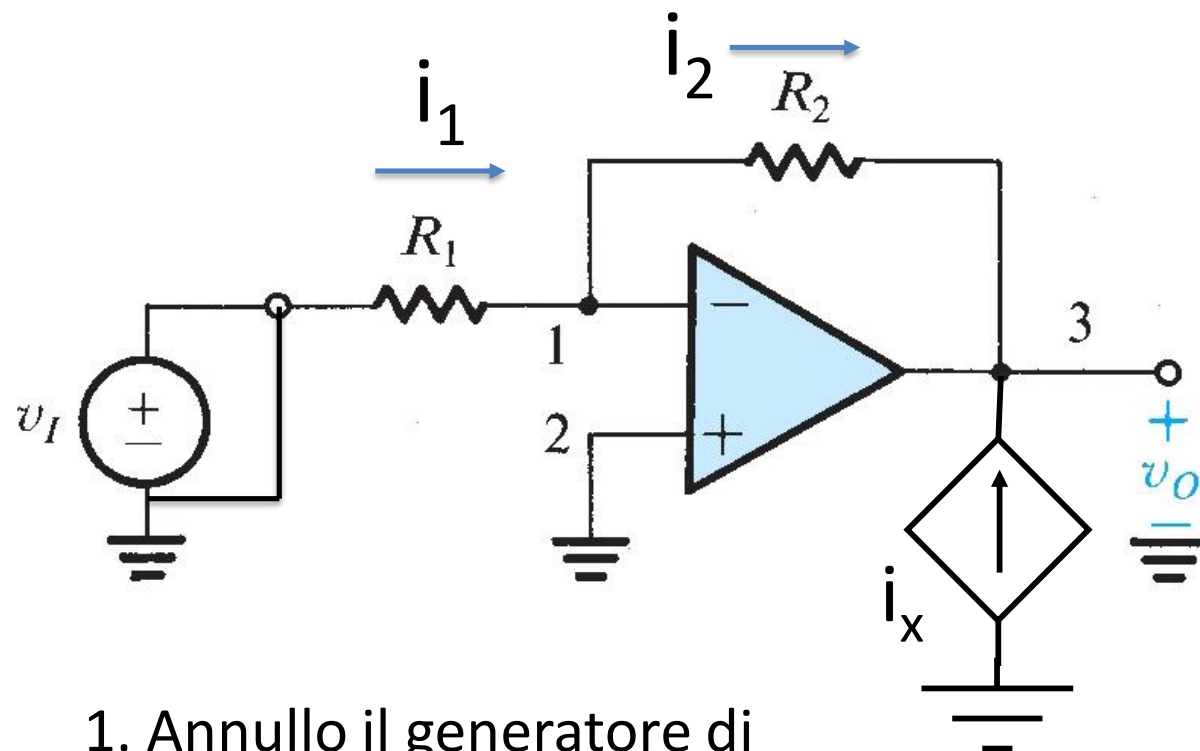 i2
R2
i1
R1
1
−
3
vI
+
−
2
+
+
vO
−
ix
1. Annullo il generatore di